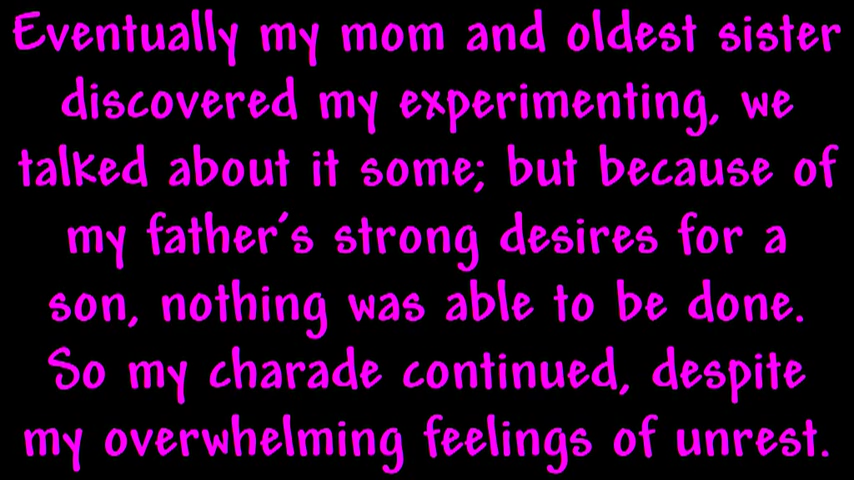 Eventually my mom and oldest sister
discovered my experimenting, we
talked about it some; but because of
my father's strong desires for a
son, nothing was able to be done.
So my charade continued, despite
my overwhelming feelings of unrest.